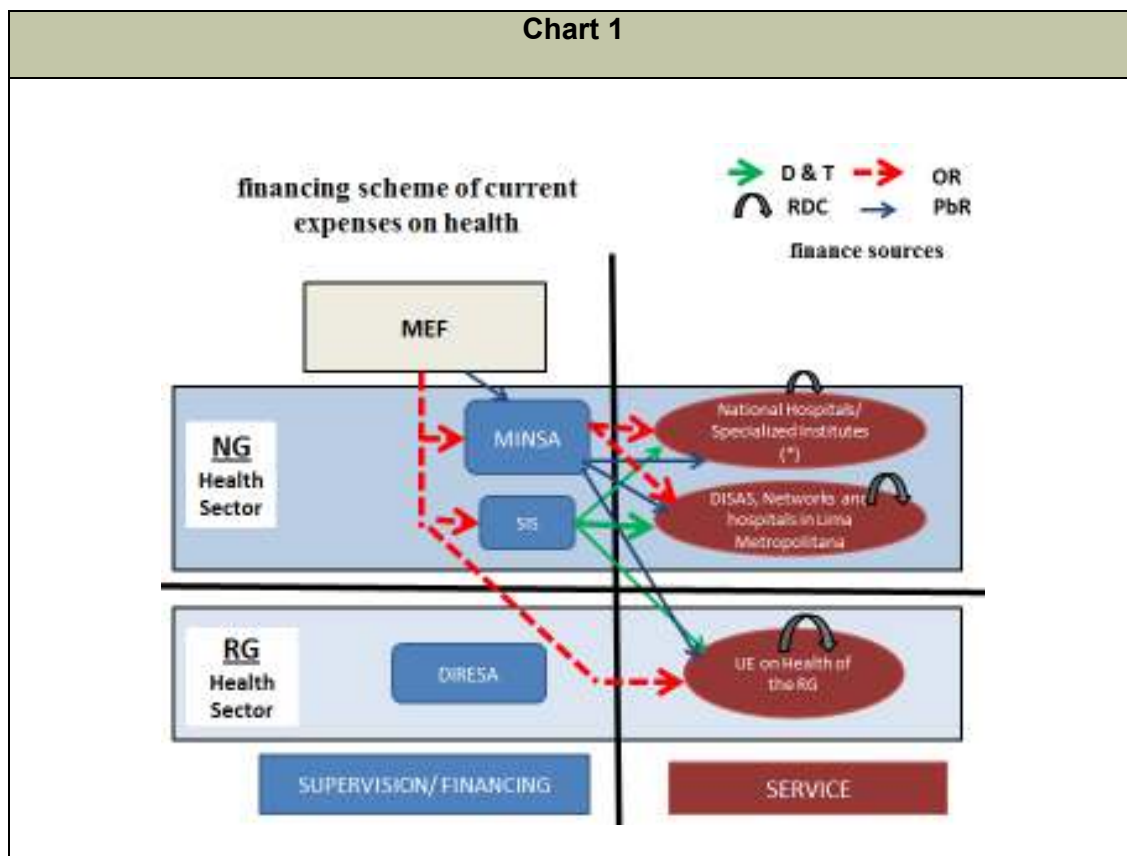 Chart 1
financing scheme of current
expenses on health
D & T
OR
RDC
PbR
finance sources
MEF
NG
Health
Sector
MINSA
SIS
National Hospitals/
Specialized Institutes
(*)
DISAS, Networks and
hospitals in Lima
Metropolitana
RG
Health
Sector
DIRESA
UE on Health of
the RG
SUPERVISION/ FINANCING
SERVICE